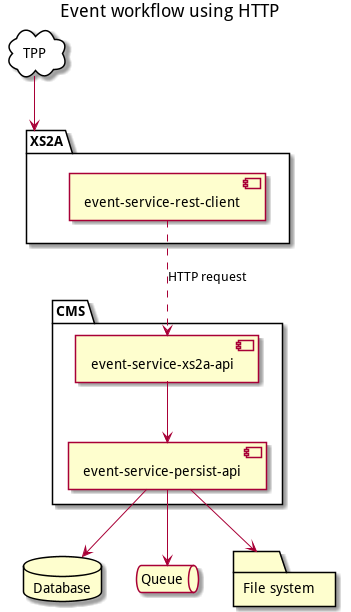 Event workflow using HTTP
TPP
XS2A
event-service-rest-client
HTTP request
CMS
event-service-xs2a-api
event-service-persist-api
Database
Queue
File system